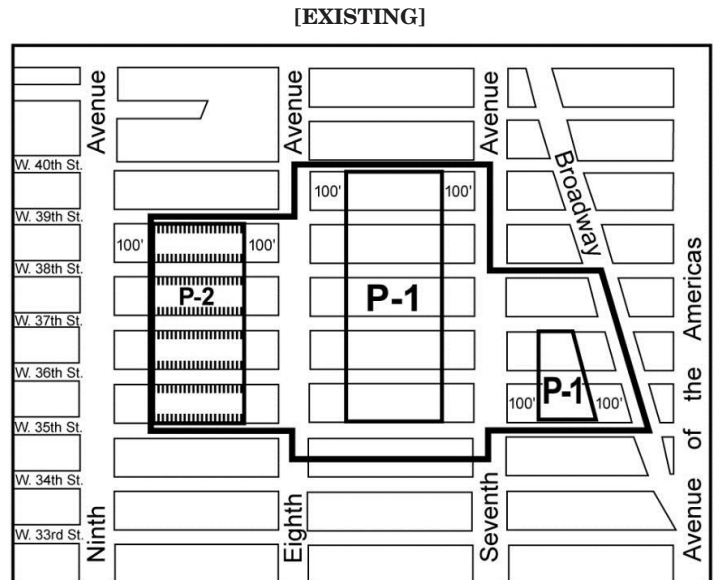 [EXISTING]
Avenue
Avenue
Avenue
Broadway
W. 40th St.
100'
100'
W. 39th St.
100'
100'
W. 38th St.
P-2
P-1
W. 37th St.
W. 36th St.
P-1
100'
100'
W. 35th St.
W. 34th St.
W. 33rd St.
Ninth
Eighth
Seventh
Avenue of the Americas